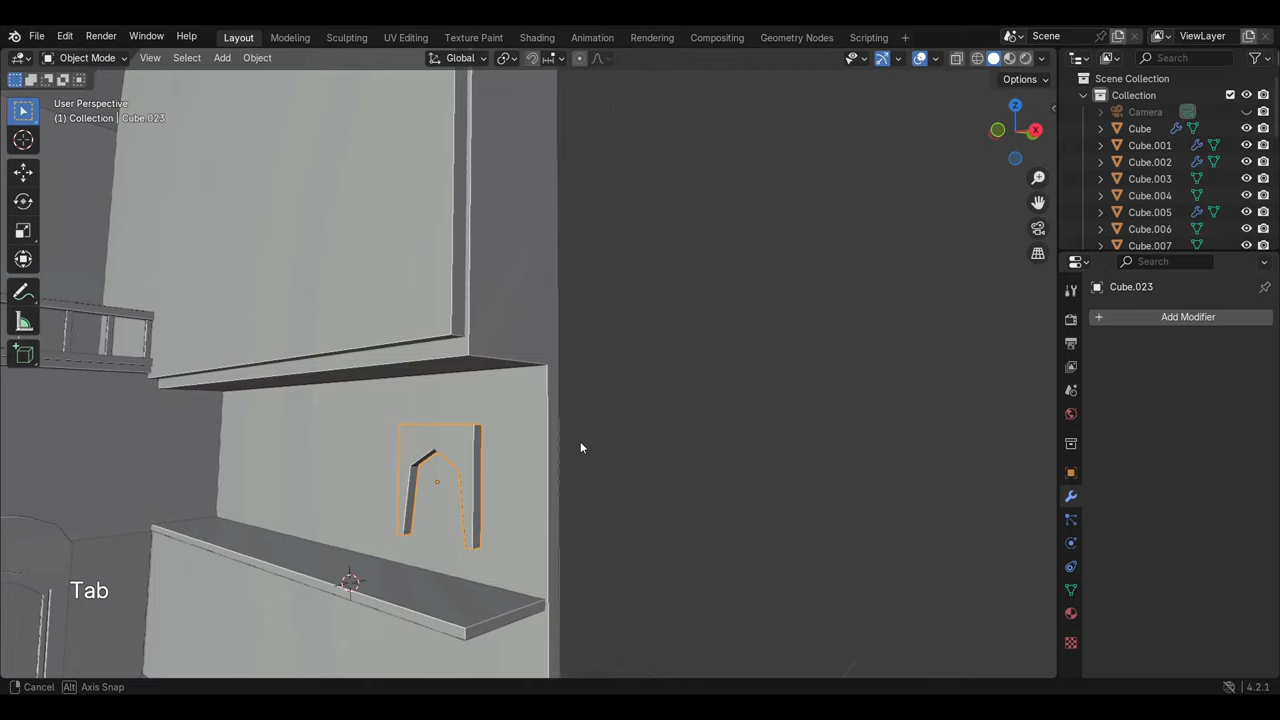 File Edit Render Window Help Layout Modeling Sculpting UV Editing Texture Paint Shading Animation Rendering Compositing Geometry Nodes Scripting + Scene ViewLayer
Object Mode View Select Add Object Global Search
Options
User Perspective
(1) Collection | Cube.023
Z
X
Scene Collection
Collection
Camera
Cube
Cube.001
Cube.002
Cube.003
Cube.004
Cube.005
Cube.006
Cube.007
Search
Cube.023
+ Add Modifier
Tab
Cancel Alt Axis Snap
4.2.1